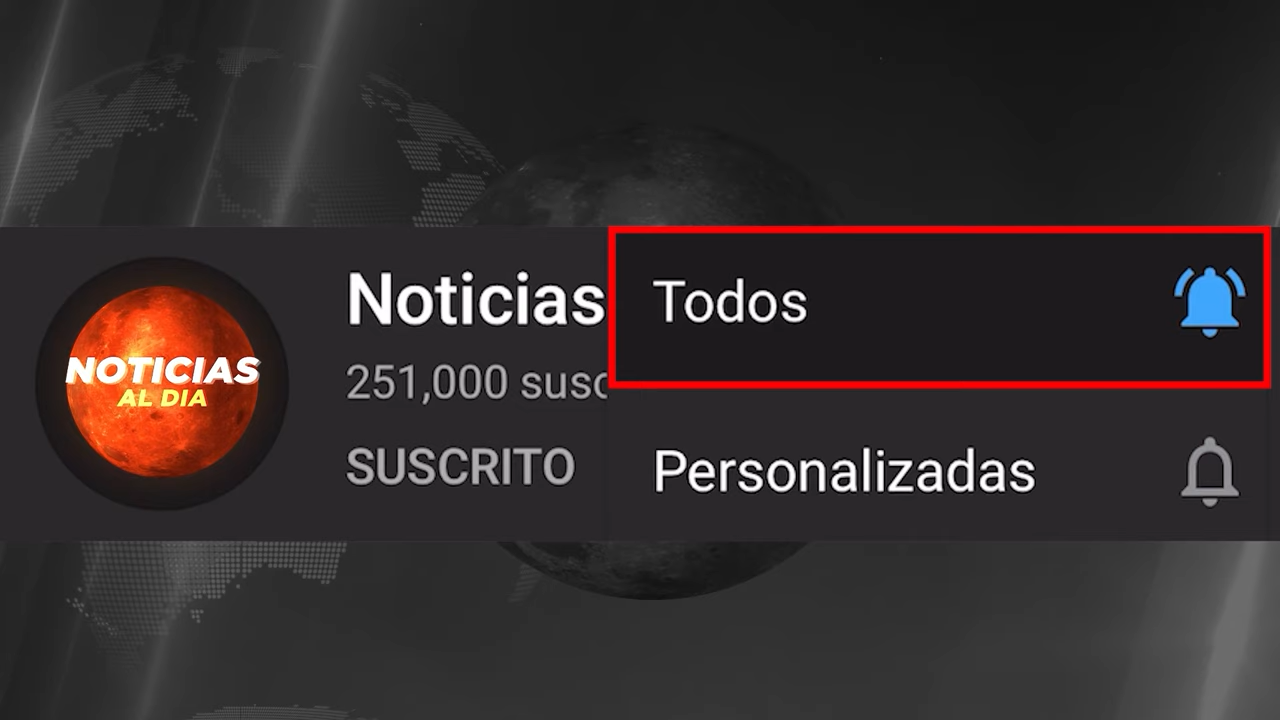 NOTICIAS
AL DIA
Noticias
251,000 susc
SUSCRITO
Todos
Personalizadas